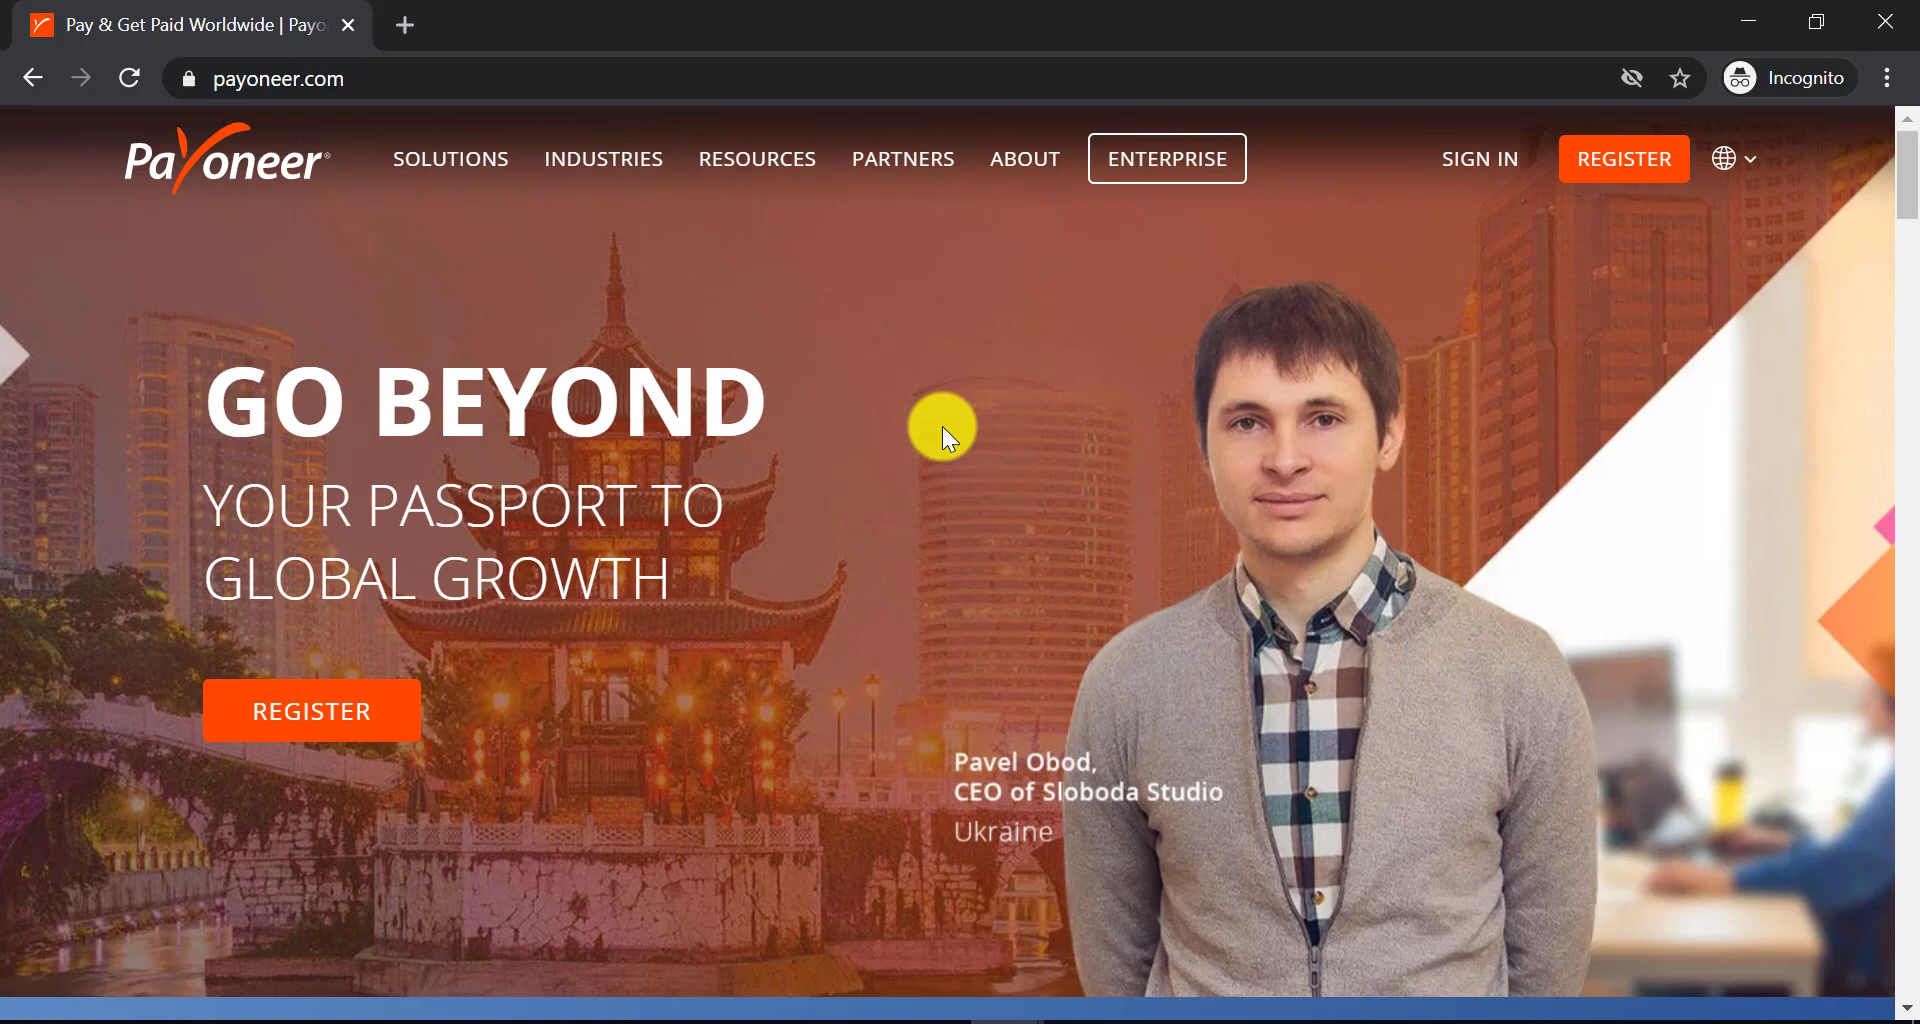 Pay & Get Paid Worldwide | Payo
payoneer.com
Incognito
Payoneer
SOLUTIONS
INDUSTRIES
RESOURCES
PARTNERS
ABOUT
ENTERPRISE
SIGN IN
REGISTER
GO BEYOND
YOUR PASSPORT TO
GLOBAL GROWTH
REGISTER
Pavel Obod,
CEO of Sloboda Studio
Ukraine